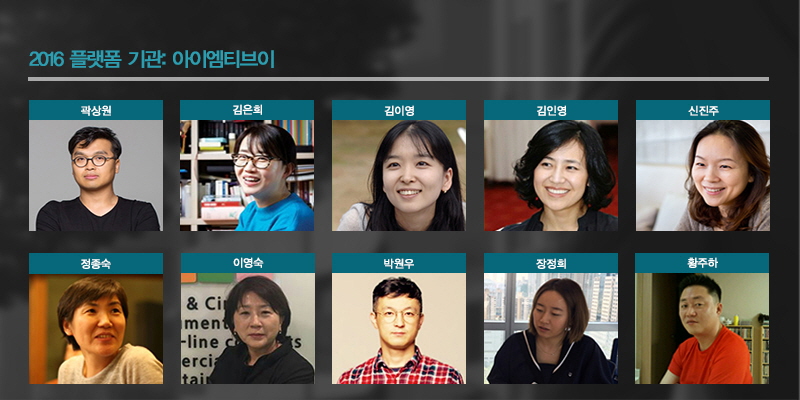 2016 플랫폼 기관: 아이엠티브이
곽상원
김은희
김이영
김인영
신진주
정종숙
이영숙
박원우
장정희
황주하
& Ci
-line